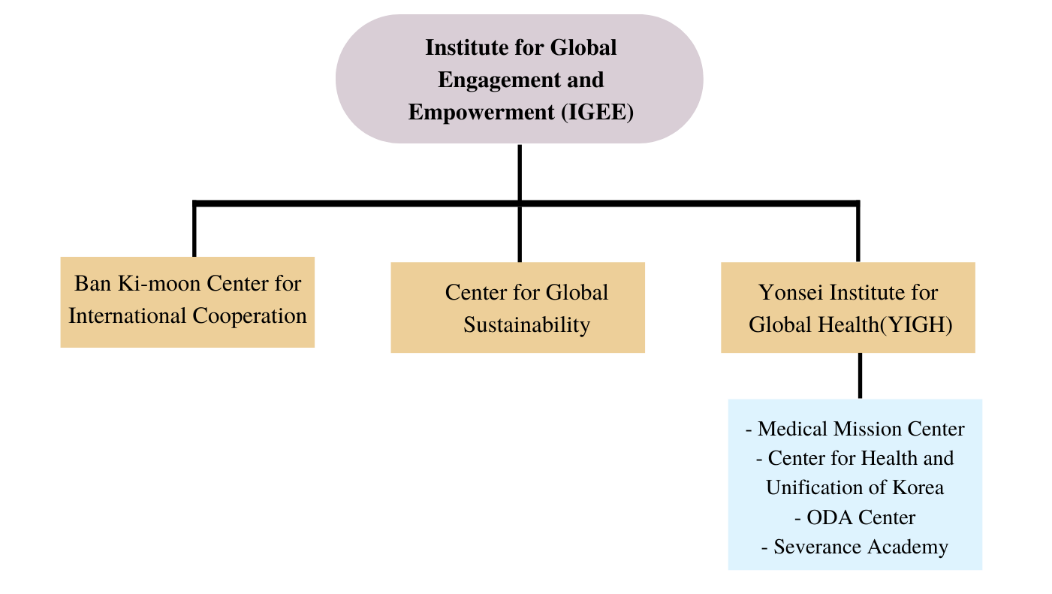 Institute for Global
Engagement and
Empowerment (IGEE)
Ban Ki-moon Center for
International Cooperation
Center for Global
Sustainability
Yonsei Institute for
Global Health(YIGH)
- Medical Mission Center
- Center for Health and
Unification of Korea
- ODA Center
- Severance Academy